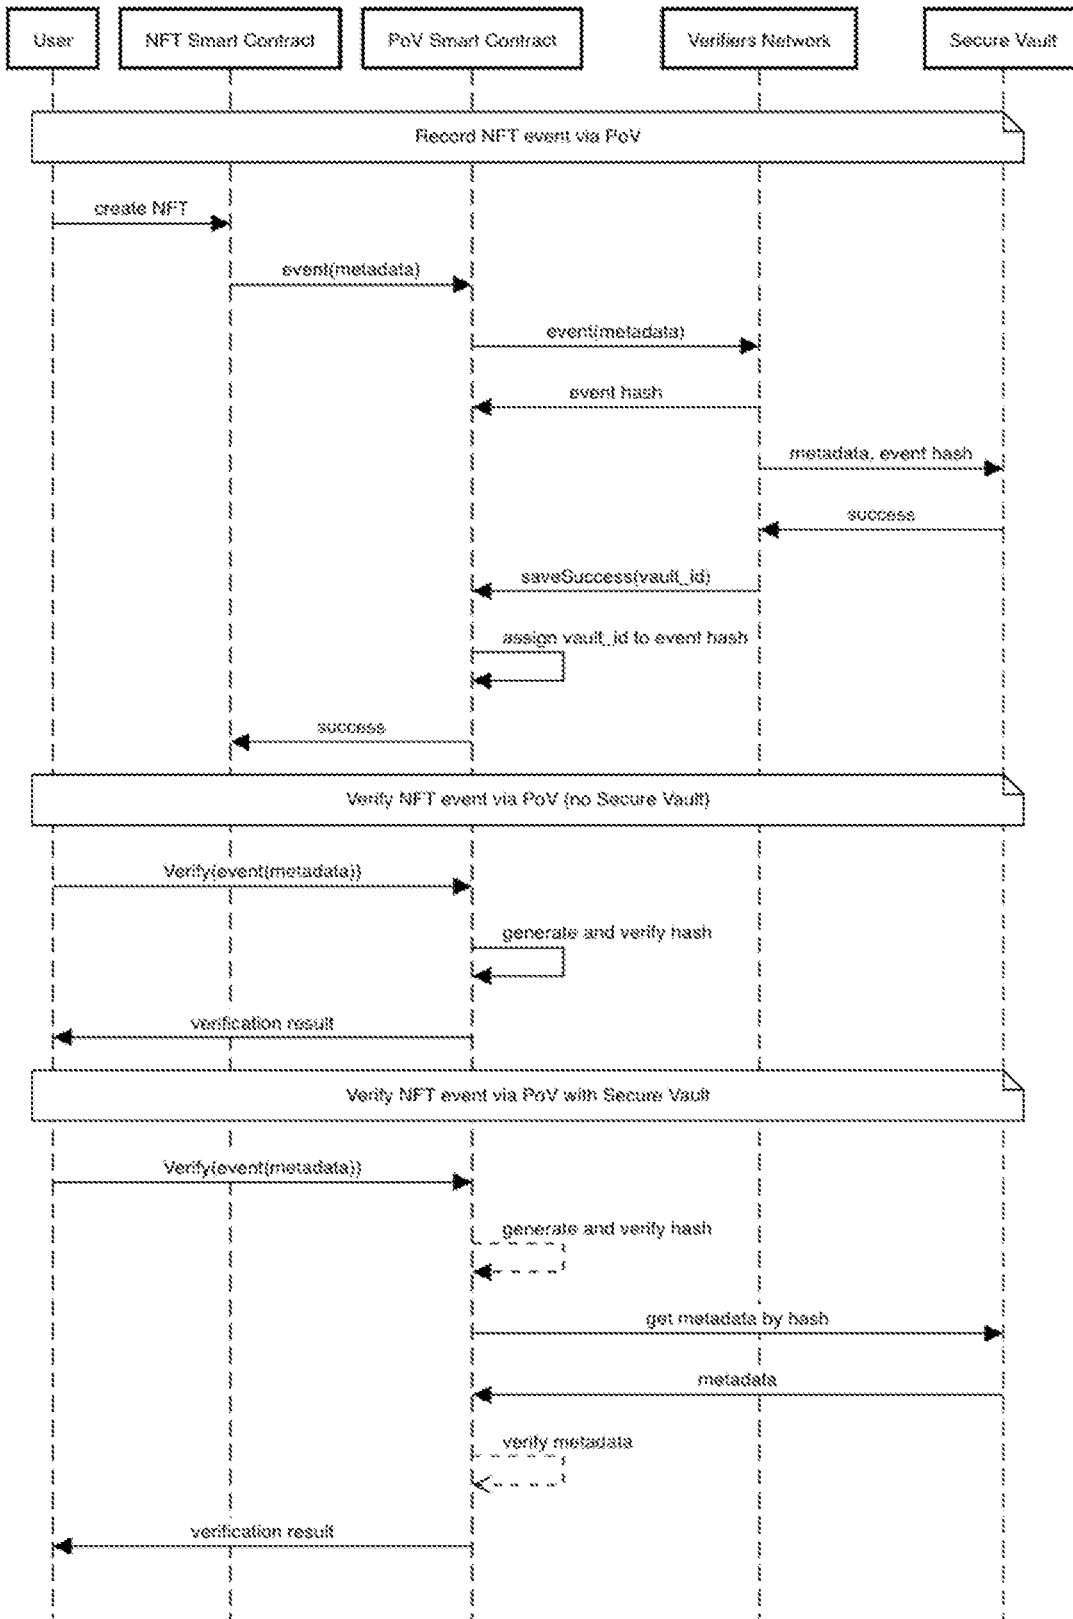 User
NFT Smart Contract
PoV Smart Contract
Verifiers Network
Secure Vault
Record NFT event via PoV
create NFT
event(metadata)
event(metadata)
event hash
metadata, event hash
success
saveSuccess(vault_id)
assign vault_id to event hash
success
Verify NFT event via PoV (no Secure Vault)
Verify(event(metadata))
generate and verify hash
verification result
Verify NFT event via PoV with Secure Vault
Verify(event(metadata))
generate and verify hash
get metadata by hash
metadata
verify metadata
verification result